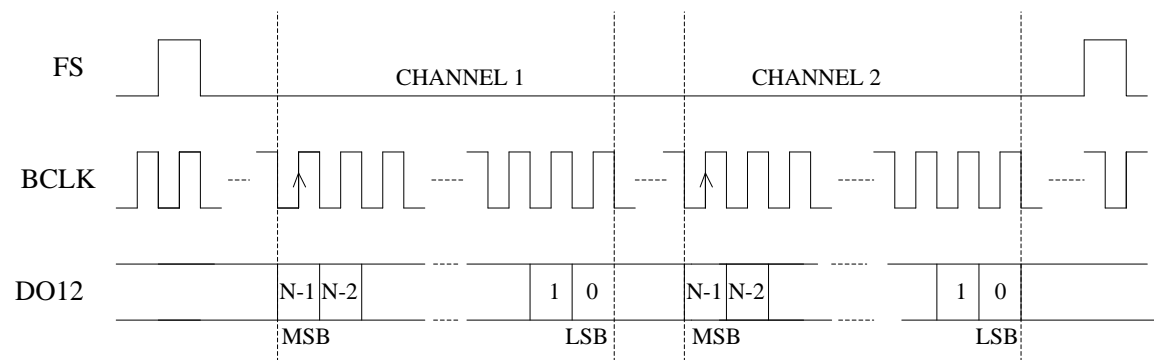 FS
CHANNEL 1
CHANNEL 2
BCLK
DO12
N-1 N-2
1 0
N-1 N-2
1 0
MSB
LSB
MSB
LSB